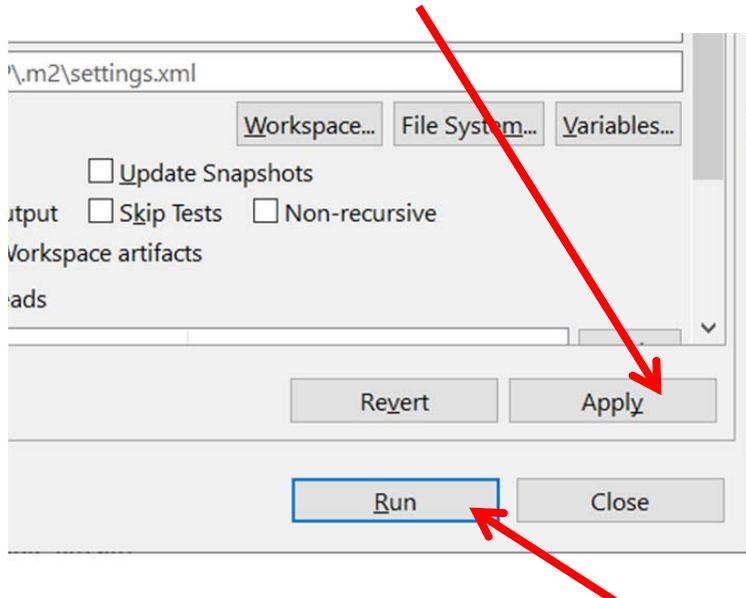 \.m2\settings.xml
Workspace... File System... Variables...
Update Snapshots
utput Skip Tests Non-recursive
Workspace artifacts
eads
Revert Apply
Run Close